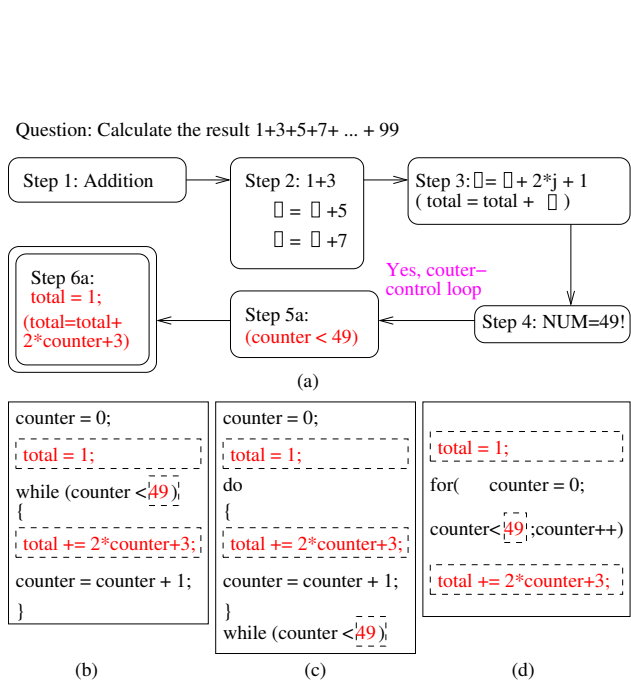 Question: Calculate the result 1+3+5+7+ ... + 99
Step 1: Addition
Step 2: 1+3
▯ = ▯ +5
▯ = ▯ +7
Step 3:▯= ▯+ 2*j + 1
( total = total + ▯ )
Step 4: NUM=49!
Yes, couter-
control loop
Step 5a:
(counter < 49)
Step 6a:
total = 1;
(total=total+
2*counter+3)
(a)
counter = 0;
total = 1;
while (counter <49)
{
total += 2*counter+3;
counter = counter + 1;
}
(b)
counter = 0;
total = 1;
do
{
total += 2*counter+3;
counter = counter + 1;
}
while (counter <49)
(c)
total = 1;
for( counter = 0;
counter< 49 ;counter++)
total += 2*counter+3;
(d)